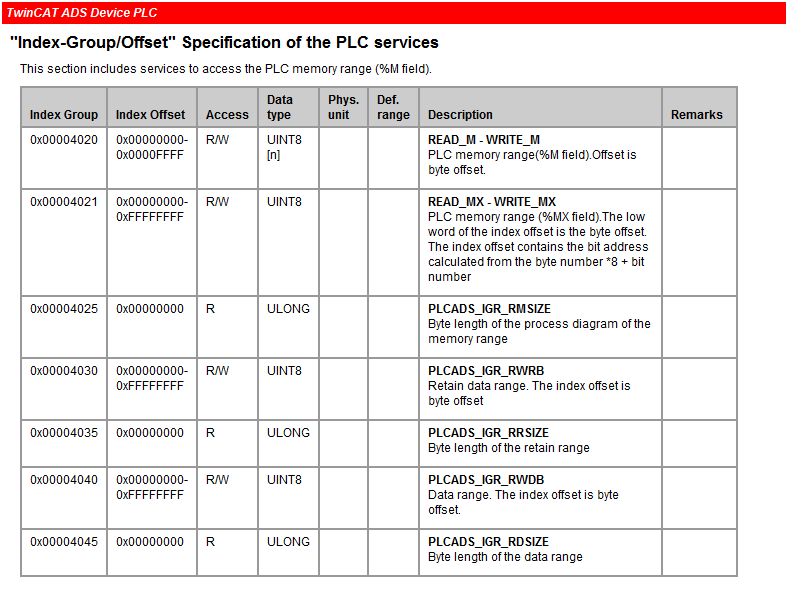 TwinCAT ADS Device PLC
"Index-Group/Offset" Specification of the PLC services
This section includes services to access the PLC memory range (%M field).
Index Group Index Offset Access Data type Phys. unit Def. range Description Remarks
0x00004020 0x00000000- R/W UINT8 READ_M - WRITE_M
0x0000FFFF [n] PLC memory range(%M field).Offset is
byte offset.
0x00004021 0x00000000- R/W UINT8 READ_MX - WRITE_MX
0xFFFFFFFF PLC memory range (%MX field).The low
word of the index offset is the byte offset.
The index offset contains the bit address
calculated from the byte number *8 + bit
number
0x00004025 0x00000000 R ULONG PLCADS_IGR_RMSIZE
Byte length of the process diagram of the
memory range
0x00004030 0x00000000- R/W UINT8 PLCADS_IGR_RWRB
0xFFFFFFFF Retain data range. The index offset is
byte offset
0x00004035 0x00000000 R ULONG PLCADS_IGR_RRSIZE
Byte length of the retain range
0x00004040 0x00000000- R/W UINT8 PLCADS_IGR_RWDB
0xFFFFFFFF Data range. The index offset is byte
offset.
0x00004045 0x00000000 R ULONG PLCADS_IGR_RDSIZE
Byte length of the data range